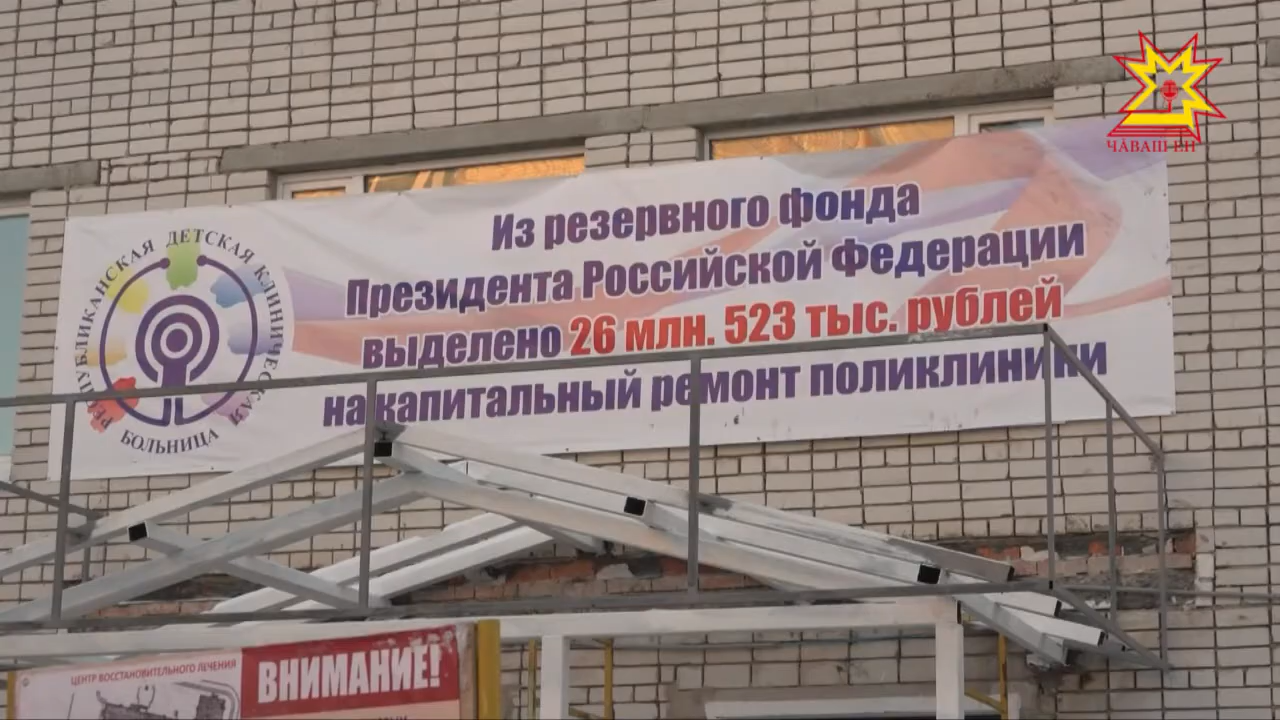 ЧӐВАШ ЕН
Из резервного фонда
Президента Российской Федерации
выделено 26 млн. 523 тыс. рублей
на капитальный ремонт поликлиники
РЕСПУБЛИКАНСКАЯ ДЕТСКАЯ КЛИНИЧЕСКАЯ
БОЛЬНИЦА
ЦЕНТР ВОССТАНОВИТЕЛЬНОГО ЛЕЧЕНИЯ
ВНИМАНИЕ!